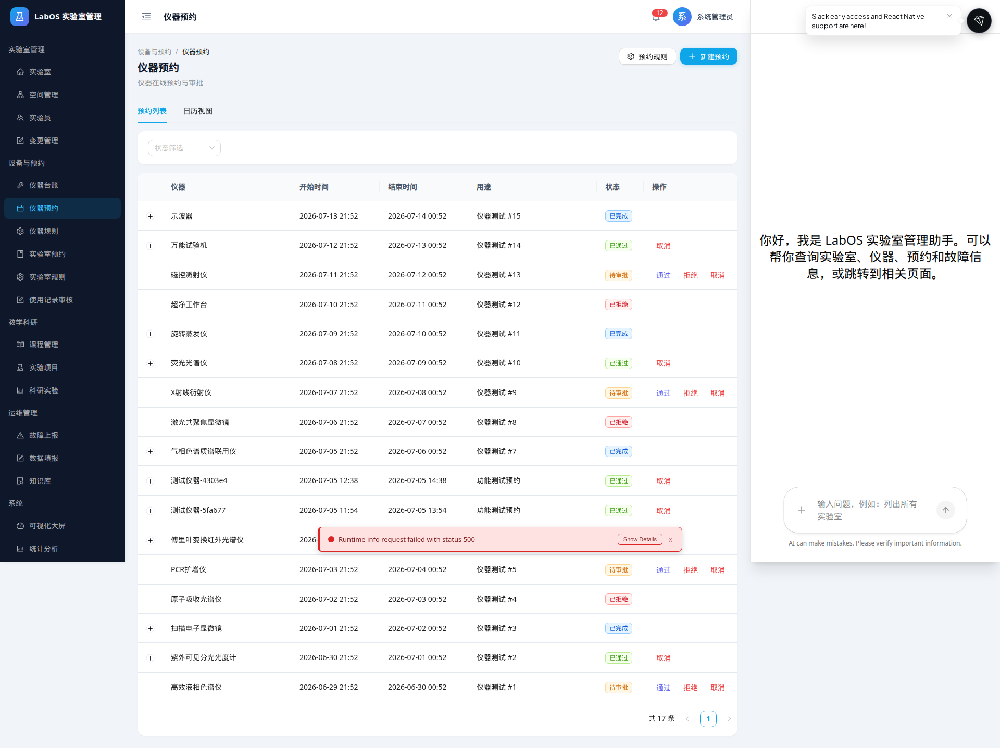 LabOS 实验室管理
实验室管理
实验室
空间管理
实验员
变更管理
设备与预约
仪器台账
仪器预约
仪器规则
实验室预约
实验室规则
使用记录审核
教学科研
课程管理
实验项目
科研实验
运维管理
故障上报
数据填报
知识库
系统
可视化大屏
统计分析
仪器预约
12
系
系统管理员
设备与预约 / 仪器预约
仪器预约
仪器在线预约与审批
预约规则
新建预约
预约列表 日历视图
状态筛选
仪器 开始时间 结束时间 用途 状态 操作
示波器 2026-07-13 21:52 2026-07-14 00:52 仪器测试 #15 已完成
万能试验机 2026-07-12 21:52 2026-07-13 00:52 仪器测试 #14 已通过 取消
磁控溅射仪 2026-07-11 21:52 2026-07-12 00:52 仪器测试 #13 待审批 通过 拒绝 取消
超净工作台 2026-07-10 21:52 2026-07-11 00:52 仪器测试 #12 已拒绝
旋转蒸发仪 2026-07-09 21:52 2026-07-10 00:52 仪器测试 #11 已完成
荧光光谱仪 2026-07-08 21:52 2026-07-09 00:52 仪器测试 #10 已通过 取消
X射线衍射仪 2026-07-07 21:52 2026-07-08 00:52 仪器测试 #9 待审批 通过 拒绝 取消
激光共聚焦显微镜 2026-07-06 21:52 2026-07-07 00:52 仪器测试 #8 已拒绝
气相色谱质谱联用仪 2026-07-05 21:52 2026-07-06 00:52 仪器测试 #7 已完成
测试仪器-4303e4 2026-07-05 12:38 2026-07-05 14:38 功能测试预约 已通过 取消
测试仪器-5fa677 2026-07-05 11:54 2026-07-05 13:54 功能测试预约 已通过 取消
傅里叶变换红外光谱仪 2026-
Runtime info request failed with status 500 Show Details x
PCR扩增仪 2026-07-03 21:52 2026-07-04 00:52 仪器测试 #5 待审批 通过 拒绝 取消
原子吸收光谱仪 2026-07-02 21:52 2026-07-03 00:52 仪器测试 #4 已拒绝
扫描电子显微镜 2026-07-01 21:52 2026-07-02 00:52 仪器测试 #3 已完成
紫外可见分光光度计 2026-06-30 21:52 2026-07-01 00:52 仪器测试 #2 已通过 取消
高效液相色谱仪 2026-06-29 21:52 2026-06-30 00:52 仪器测试 #1 待审批 通过 拒绝 取消
共 17 条 1
Slack early access and React Native
support are here!
你好，我是 LabOS 实验室管理助手。可以
帮你查询实验室、仪器、预约和故障信
息，或跳转到相关页面。
输入问题，例如：列出所有
实验室
AI can make mistakes. Please verify important information.